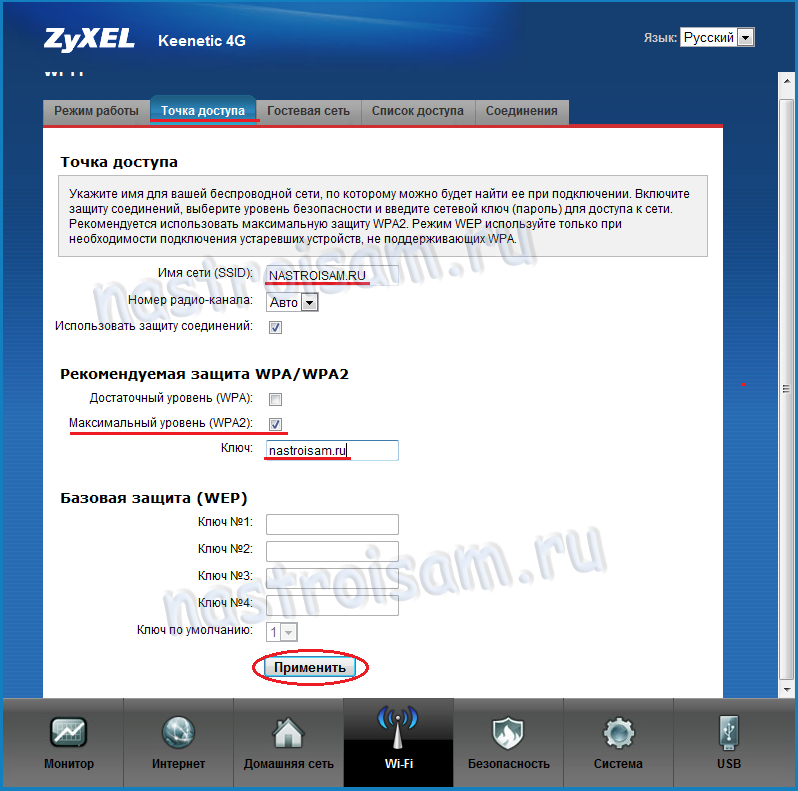 ZyXEL Keenetic 4G
Язык: Русский
Wi-Fi
Режим работы Точка доступа Гостевая сеть Список доступа Соединения
Точка доступа
Укажите имя для вашей беспроводной сети, по которому можно будет найти ее при подключении. Включите
защиту соединений, выберите уровень безопасности и введите сетевой ключ (пароль) для доступа к сети.
Рекомендуется использовать максимальную защиту WPA2. Режим WEP используйте только при
необходимости подключения устаревших устройств, не поддерживающих WPA.
Имя сети (SSID): NASTROISAM.RU
Номер радио-канала: Авто
Использовать защиту соединений:
nastroisam.ru
Рекомендуемая защита WPA/WPA2
Достаточный уровень (WPA):
Максимальный уровень (WPA2):
Ключ: nastroisam.ru
Базовая защита (WEP)
Ключ №1:
Ключ №2:
Ключ №3:
Ключ №4:
nastroisam.ru
Ключ по умолчанию: 1
Применить
Монитор Интернет Домашняя сеть Wi-Fi Безопасность Система USB